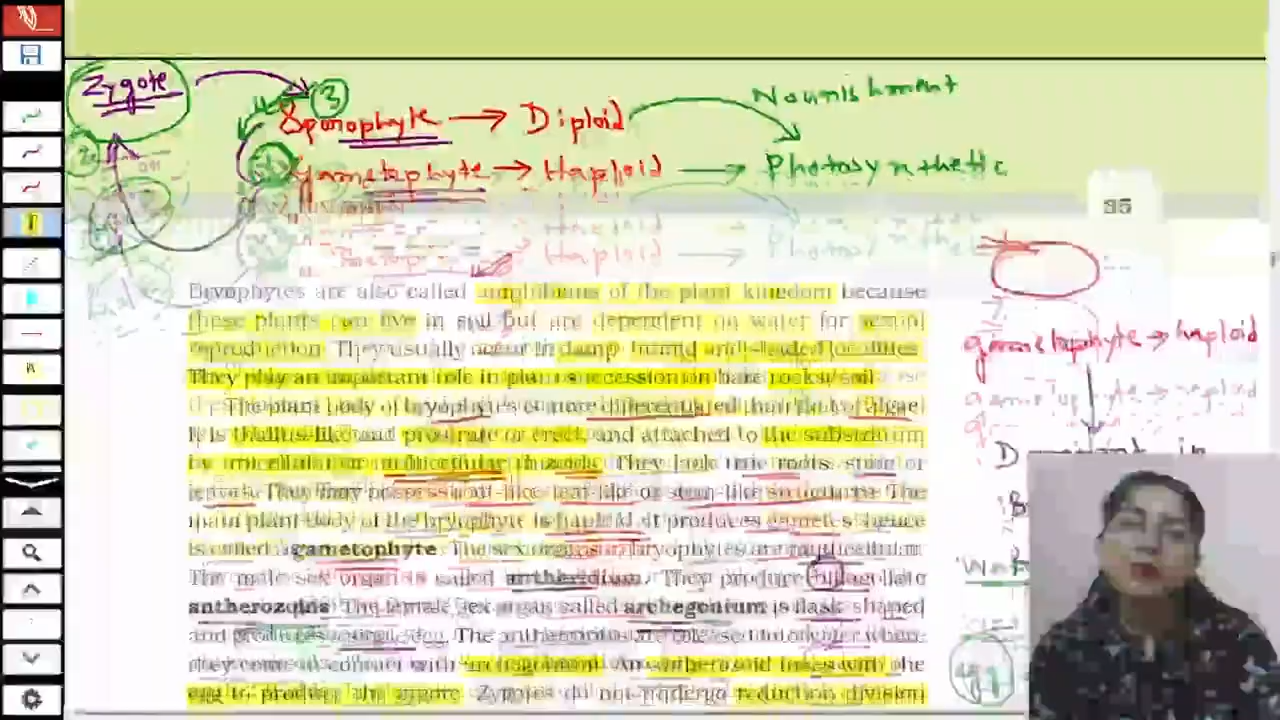 Zygote
3
Nourishment
Sporophyte → Diploid
Gametophyte → Haploid → Photosynthetic
35
Haploid
Bryophytes are also called amphibians of the plant kingdom because
these plants can live in soil but are dependent on water for sexual
reproduction. They usually occur in damp, humid and shaded localities.
They play an important role in plant succession on bare rocks/soil.
The plant body of bryophytes is more differentiated than that of algae.
It is thallus-like and prostrate or erect, and attached to the substratum
by unicellular or multicellular rhizoids. They lack true roots, stem or
leaves. They may possess root-like, leaf-like or stem-like structures. The
main plant body of the bryophyte is haploid. It produces gametes, hence
is called a gametophyte. The sex organs in bryophytes are multicellular.
The male sex organ is called antheridium. They produce biflagellate
antherozoids. The female sex organ called archegonium is flask-shaped
and produces a single egg. The antherozoids are released into water where
they come in contact with archegonium. An antherozoid fuses with the
egg to produce the zygote. Zygotes do not undergo reduction division
gametophyte → haploid
egg